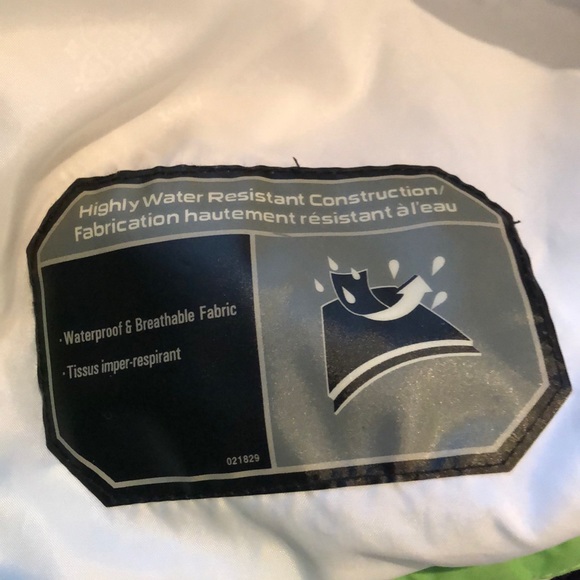 Highly Water Resistant Construction/
Fabrication hautement résistant à l'eau
· Waterproof & Breathable Fabric
· Tissus imper-respirant
021829